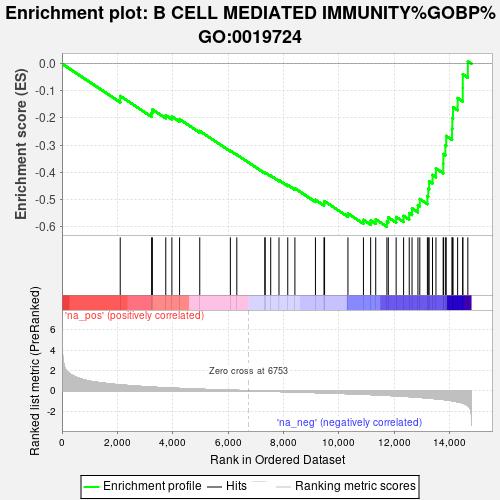 Enrichment plot: B CELL MEDIATED IMMUNITY%GOBP%
GO:0019724
Enrichment score (ES)
0.0
-0.1
-0.2
-0.3
-0.4
-0.5
-0.6
'na_pos' (positively correlated)
Ranked list metric (PreRanked)
6
4
2
0
-2
Zero cross at 6753
'na_neg' (negatively correlated)
0
2,000
4,000
6,000
8,000
10,000
12,000
14,000
Rank in Ordered Dataset
Enrichment profile
Hits
Ranking metric scores